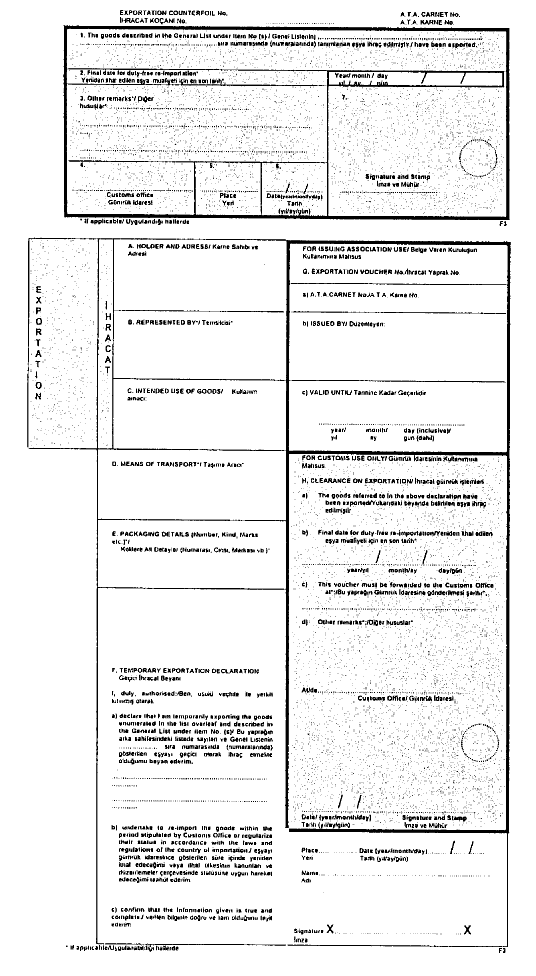 EXPORTATION COUNTERFOIL No. A.T.A. CARNET No.
İHRACAT KOÇANI No. A.T.A. KARNE No.
1. The goods described in the General List under Item No (s) / Genel Listenin
sıra numarasında (numaralarında) tanımlanan eşya ihraç edilmiştir / have been exported.
2. Final date for duty-free re-importation* Year/ month / day / /
Yeniden ithal edilen eşya muafiyeti için en son tarih*. yıl / ay / gün
3. Other remarks*/ Diğer 7.
hususlar*
4. 5. 6.
/ / Signature and Stamp
İmza ve Mühür
Customs office Place Date(year/month/day)
Gümrük İdaresi Yeri Tarih
(yıl/ay/gün)
* If applicable/ Uygulandığı hallerde
EXPORTATION
İHRACAT
A. HOLDER AND ADRESS/ Karne Sahibi ve
Adresi
B. REPRESENTED BY*/ Temsilcisi*
C. INTENDED USE OF GOODS/ Kullanım
amacı:
D. MEANS OF TRANSPORT*/ Taşıma Aracı*
E. PACKAGING DETAILS (Number, Kind, Marks
etc.)*/
Kolilere Ait Detaylar (Numarası, Cinsi, Markası vb.)*
F. TEMPORARY EXPORTATION DECLARATION
Geçici İhracat Beyanı
I, duly, authorised:/Ben,
a) declare that I am temporarily exporting the goods
enumerated in the list overleaf and described in
the General List under item No. (s)/ Bu yaprağın
arka sahifesindeki listede sayılan ve Genel Listenin
sıra numarasında (numaralarında)
gösterilen eşyayı geçici olarak ihraç etmekte
olduğumu beyan ederim.
b) undertake to re-import the goods within the
period stipulated by Customs Office or regularize
their status in accordance with the laws and
regulations of the country of importation./ eşyayı
gümrük idaresince gösterilen süre içinde yeniden
ithal edeceğimi veya ithal ülkesinin kanunları ve
düzenlemeler çerçevesinde statüsüne uygun hareket
edeceğimi taahhüt ederim.
c) confirm that the information given is true and
complete./ verilen bilginin doğru ve tam olduğunu teyit
ederim.
FOR ISSUING ASSOCIATION USE/ Belge Veren Kuruluşun
Kullanımına Mahsus
G. EXPORTATION VOUCHER No./İhracat Yaprak No.
a) A.T.A.CARNET No./A.T.A. Karne No.
b) ISSUED BY/ Düzenleyen:
c) VALID UNTIL/ Tarihine Kadar Geçerlidir
year/ month/ day (inclusive)/
yıl ay gün (dahil)
FOR CUSTOMS USE ONLY/ Gümrük İdaresinin Kullanımına
Mahsus
H. CLEARANCE ON EXPORTATION/ İhracat gümrük işlemleri
a) The goods referred to in the above declaration have
been exported./Yukarıdaki beyanda belirtilen eşya ihraç
edilmiştir
b) Final date for duty-free re-importation/Yeniden ithal edilen
eşya muafiyeti için en son tarih*
/ /
year/yıl month/ay day/gün
c) This voucher must be forwarded to the Customs Office
at*:/Bu yaprağın Gümrük İdaresine gönderilmesi şarttır*.
d) Other remarks*:/Diğer hususlar*
At/de
Customs Office/ Gümrük İdaresi
/ /
Date/ (year/month/day) Signature and Stamp
Tarih (yıl/ay/gün) İmza ve Mühür
Place Date (year/month/day) / /
Yeri Tarih (yıl/ay/gün)
Name
Adı
Signature X X
İmza
* If applicable/Uygulanabildiği hallerde